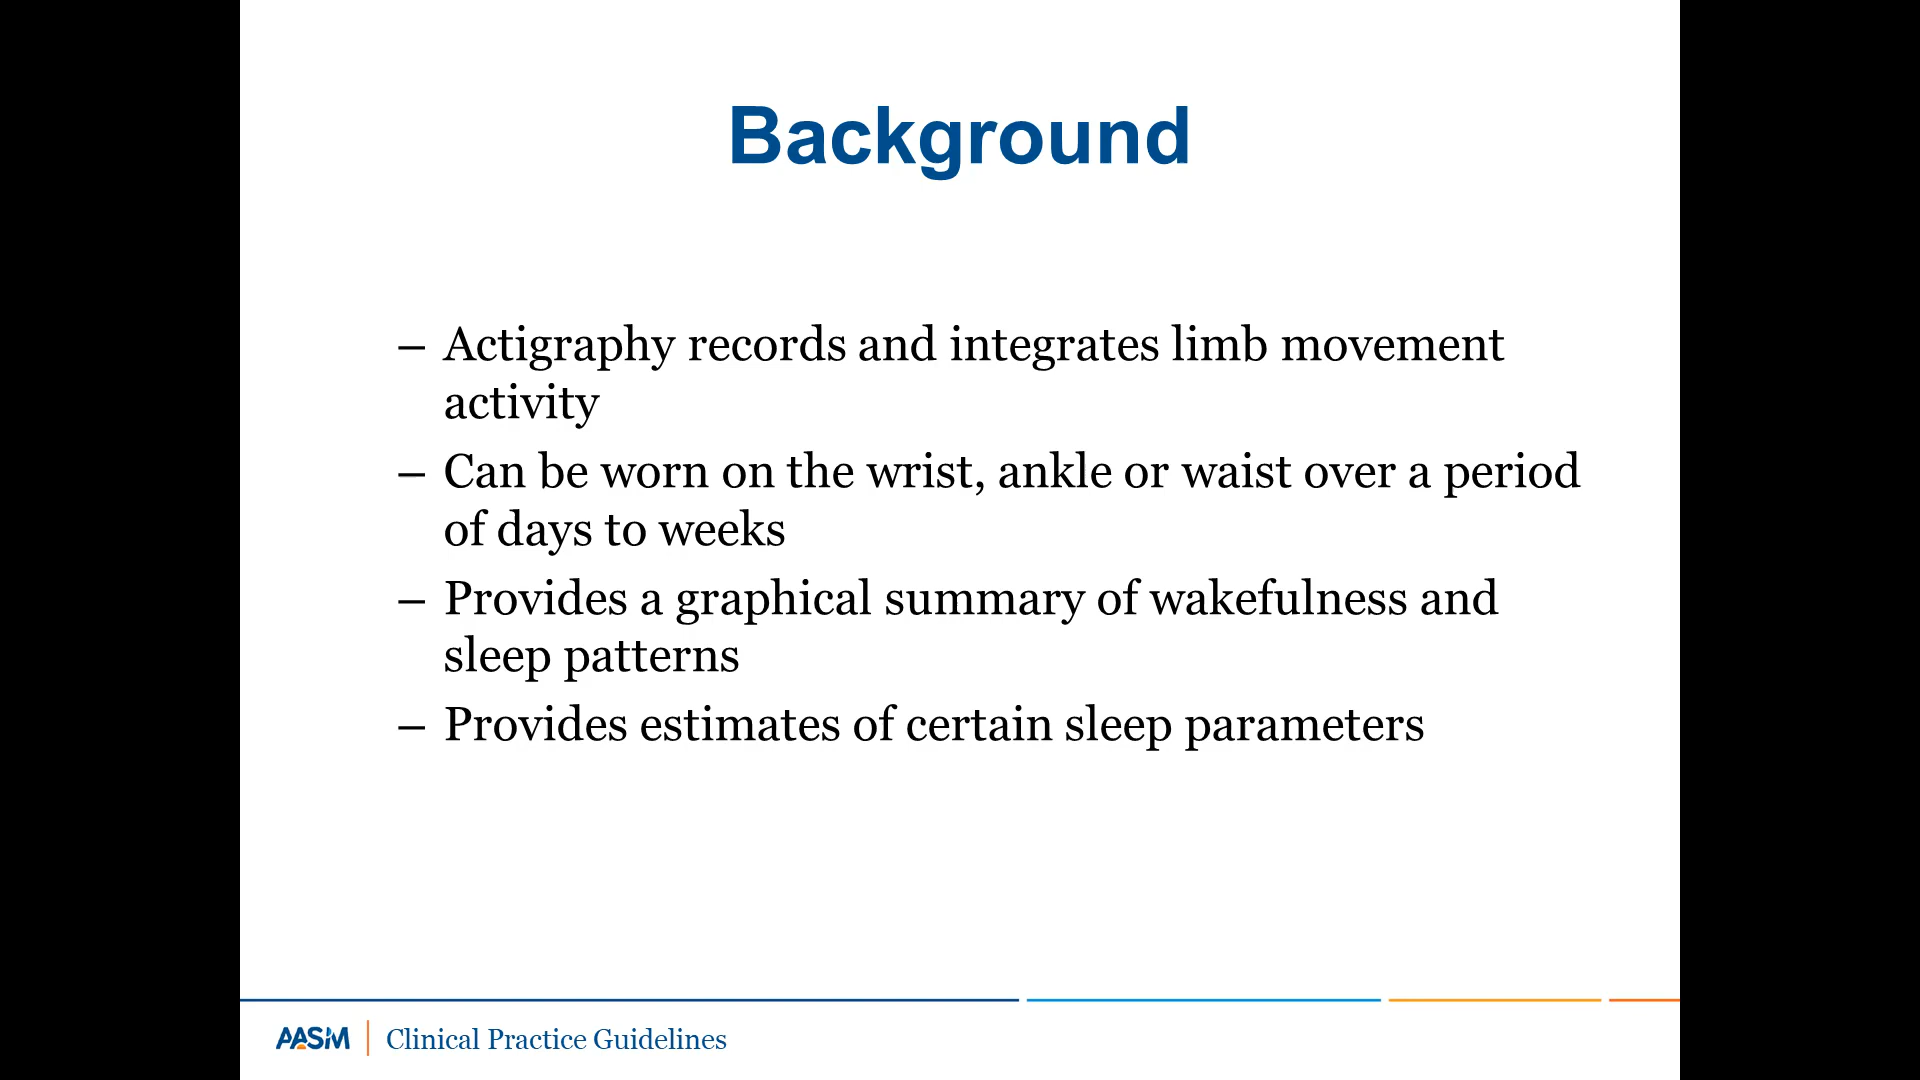 Background
– Actigraphy records and integrates limb movement
activity
– Can be worn on the wrist, ankle or waist over a period
of days to weeks
– Provides a graphical summary of wakefulness and
sleep patterns
– Provides estimates of certain sleep parameters
AASM | Clinical Practice Guidelines